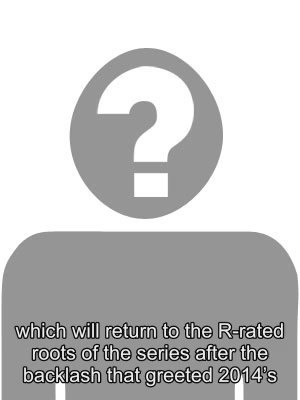 ?
which will return to the R-rated
roots of the series after the
backlash that greeted 2014's